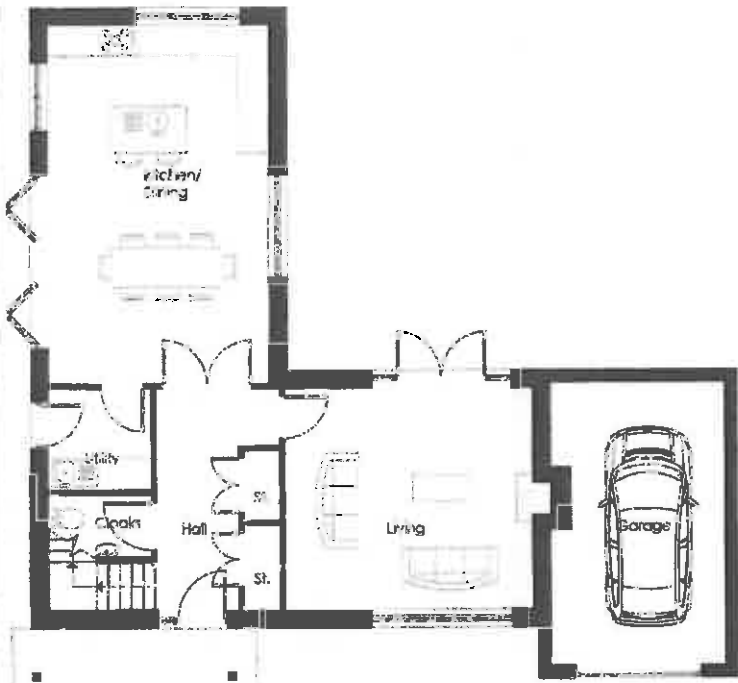 Kitchen/
Dining
Utility
Cloaks
Hall
St.
St.
Living
Garage